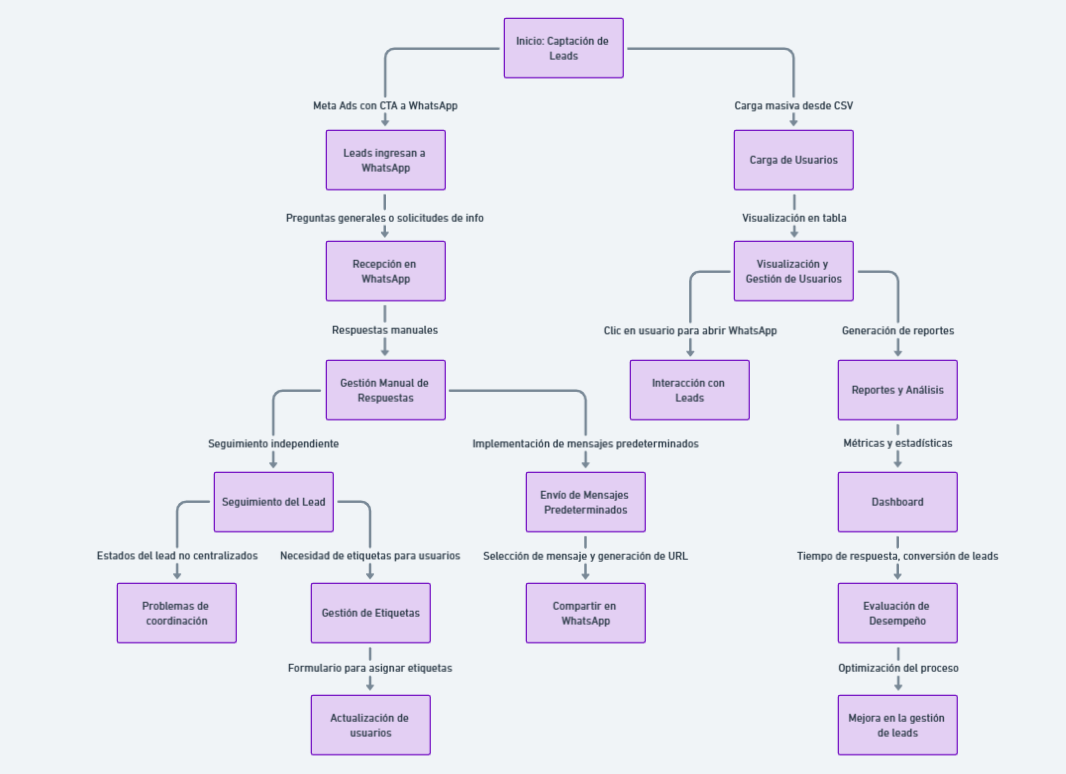 Inicio: Captación de
Leads
Meta Ads con CTA a WhatsApp
Carga masiva desde CSV
Leads ingresan a
WhatsApp
Carga de Usuarios
Preguntas generales o solicitudes de info
Visualización en tabla
Recepción en
WhatsApp
Visualización y
Gestión de Usuarios
Respuestas manuales
Clic en usuario para abrir WhatsApp
Generación de reportes
Gestión Manual de
Respuestas
Interacción con
Leads
Reportes y Análisis
Seguimiento independiente
Implementación de mensajes predeterminados
Métricas y estadísticas
Seguimiento del Lead
Envío de Mensajes
Predeterminados
Dashboard
Estados del lead no centralizados
Necesidad de etiquetas para usuarios
Selección de mensaje y generación de URL
Tiempo de respuesta, conversión de leads
Problemas de
coordinación
Gestión de Etiquetas
Compartir en
WhatsApp
Evaluación de
Desempeño
Formulario para asignar etiquetas
Optimización del proceso
Actualización de
usuarios
Mejora en la gestión
de leads